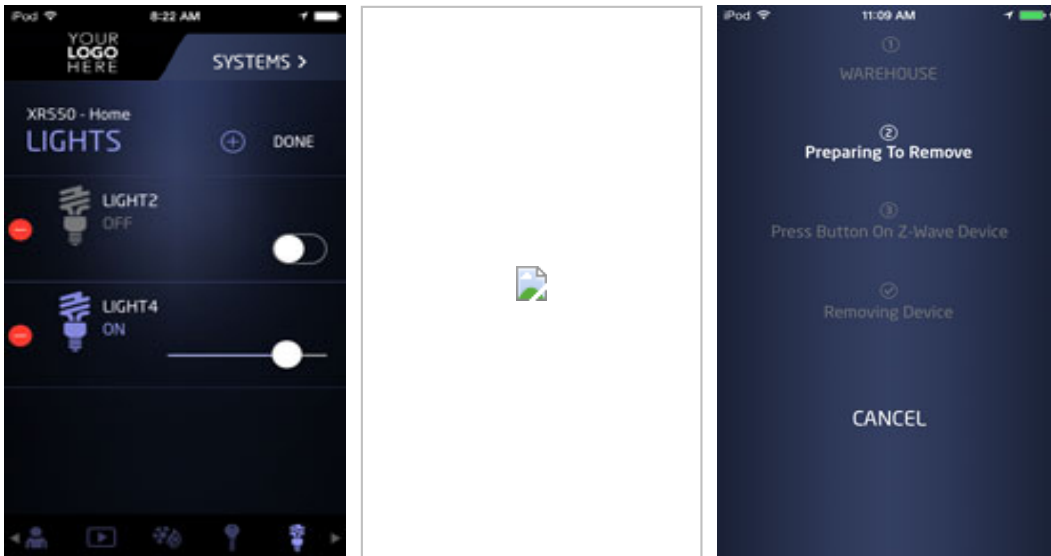 iPod 8:22 AM
YOUR
LOGO
HERE
SYSTEMS >
XR550 - Home
LIGHTS
DONE
LIGHT2
OFF
LIGHT4
ON
iPod 11:09 AM
1
WAREHOUSE
2
Preparing To Remove
3
Press Button On Z-Wave Device
Removing Device
CANCEL